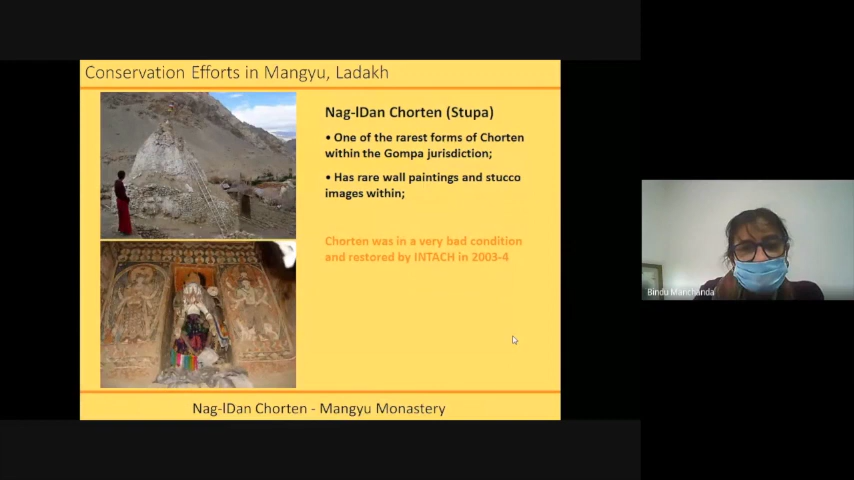 Conservation Efforts in Mangyu, Ladakh
Nag-lDan Chorten (Stupa)
• One of the rarest forms of Chorten
within the Gompa jurisdiction;
• Has rare wall paintings and stucco
images within;
Chorten was in a very bad condition
and restored by INTACH in 2003-4
Nag-lDan Chorten - Mangyu Monastery
Bindu Manchanda